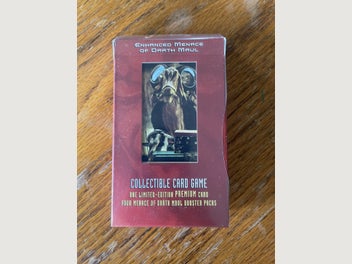 ENHANCED MENACE
OF DARTH MAUL
COLLECTIBLE CARD GAME
ONE LIMITED-EDITION PREMIUM CARD
FOUR MENACE OF DARTH MAUL BOOSTER PACKS